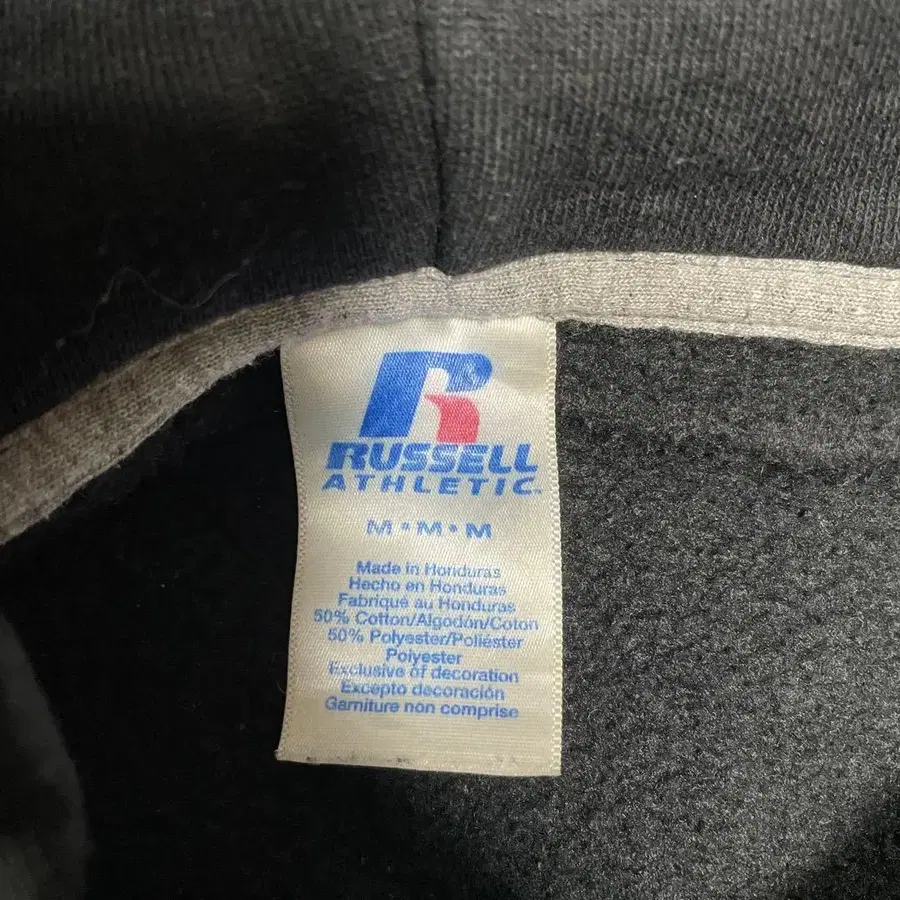 R
RUSSELL
ATHLETIC™
M • M • M
Made in Honduras
Hecho en Honduras
Fabriqué au Honduras
50% Cotton/Algodón/Coton
50% Polyester/Poliéster
Polyester
Exclusive of decoration
Excepto decoración
Garniture non comprise